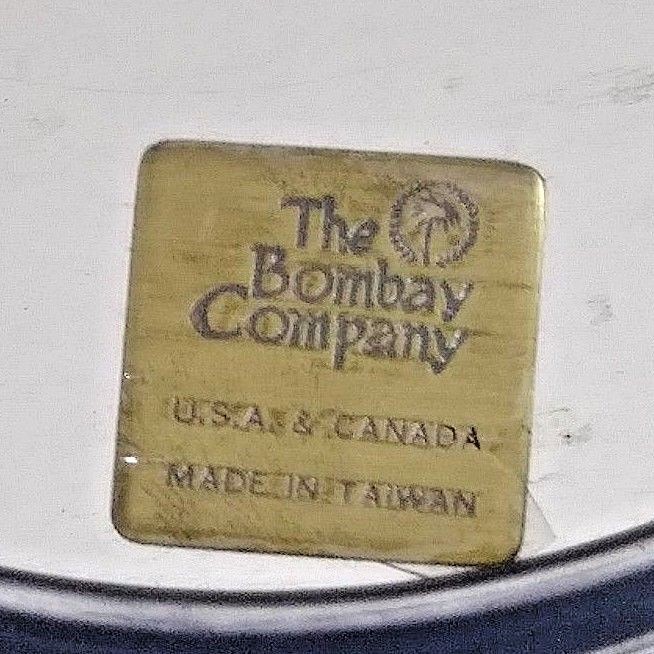 The
Bombay
Company
U.S.A. & CANADA
MADE IN TAIWAN